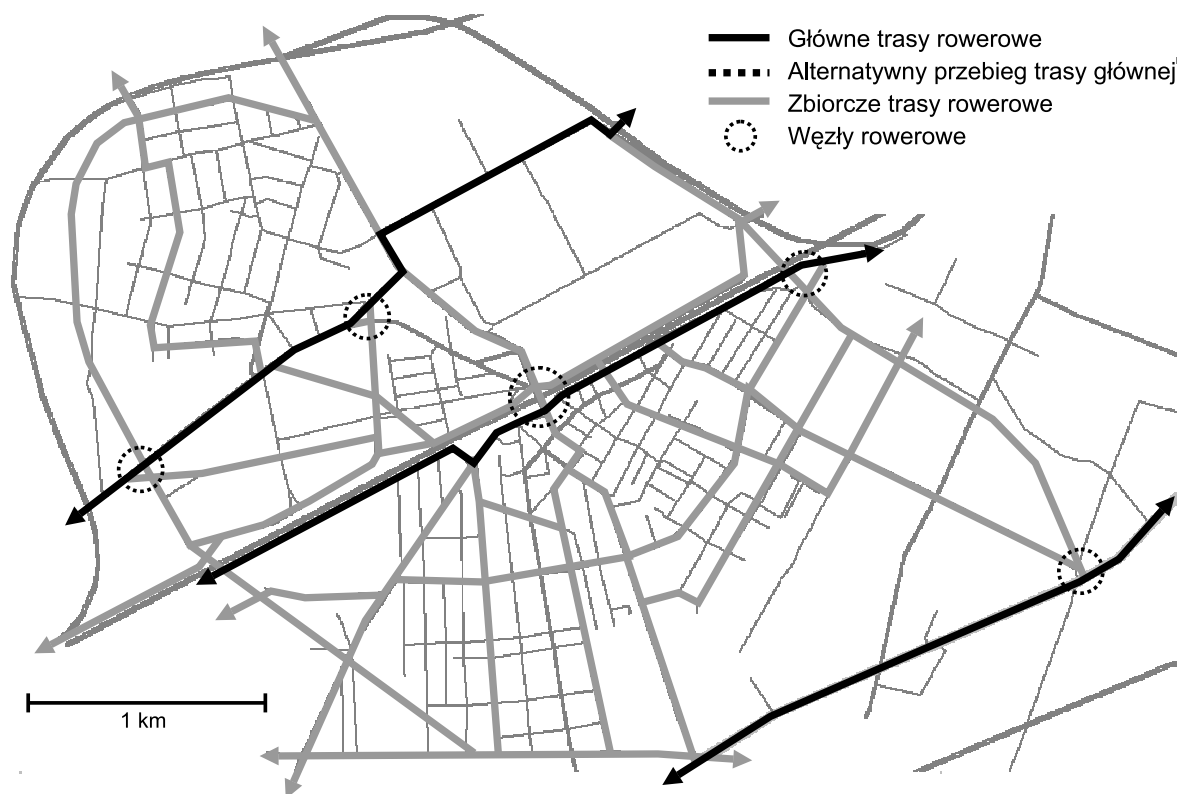 Główne trasy rowerowe
Alternatywny przebieg trasy głównej
Zbiorcze trasy rowerowe
Węzły rowerowe
1 km